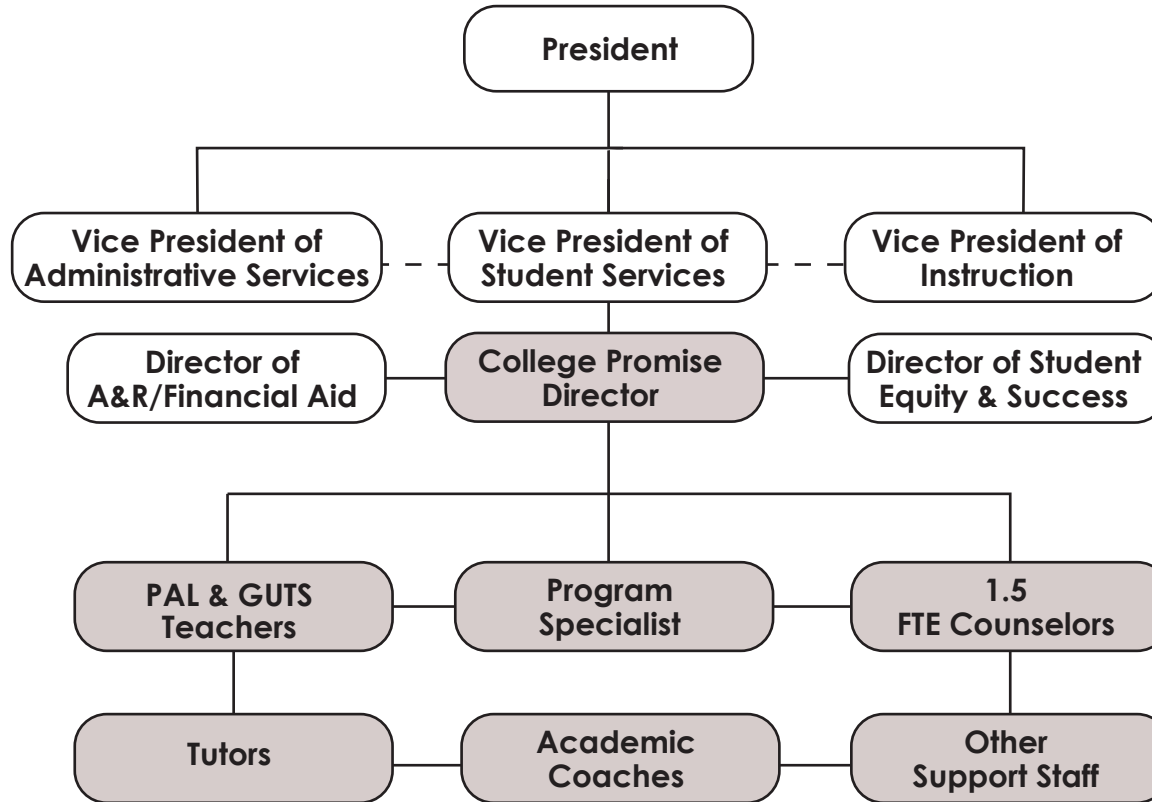 President
Vice President of
Administrative Services
Vice President of
Student Services
Vice President of
Instruction
Director of
A&R/Financial Aid
College Promise
Director
Director of Student
Equity & Success
PAL & GUTS
Teachers
Program
Specialist
1.5
FTE Counselors
Tutors
Academic
Coaches
Other
Support Staff